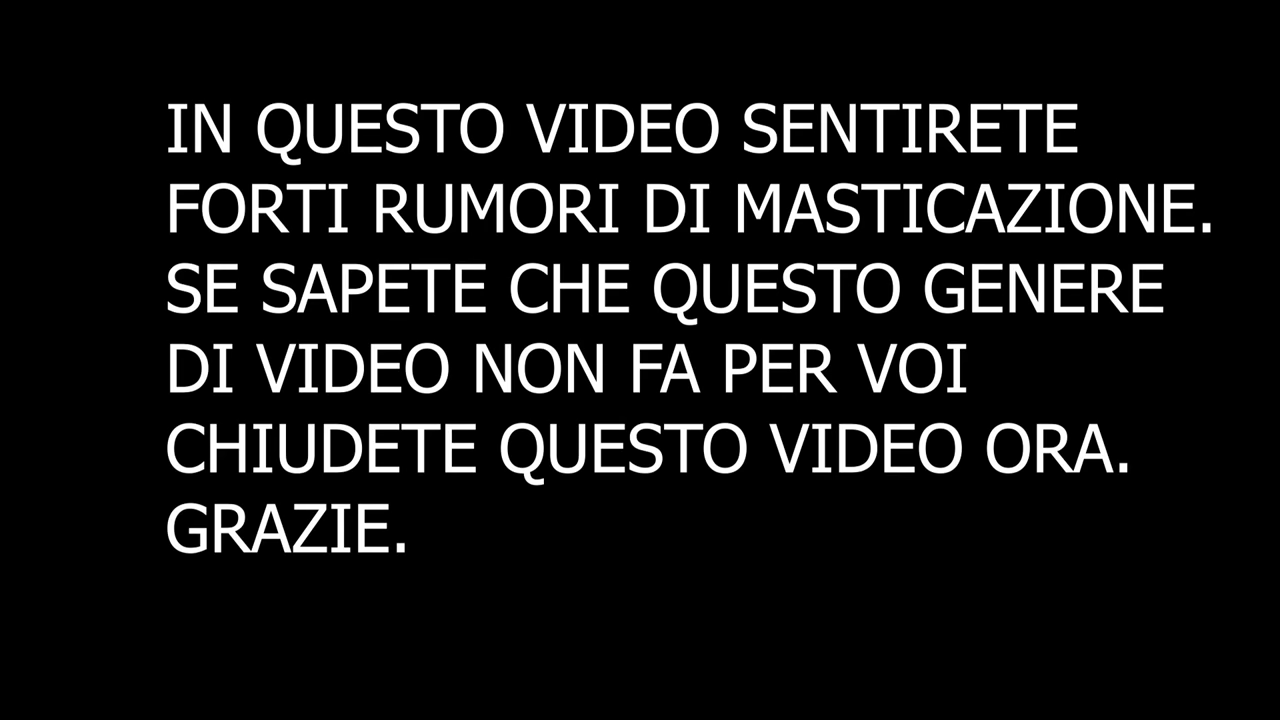 IN QUESTO VIDEO SENTIRETE
FORTI RUMORI DI MASTICAZIONE.
SE SAPETE CHE QUESTO GENERE
DI VIDEO NON FA PER VOI
CHIUDETE QUESTO VIDEO ORA.
GRAZIE.